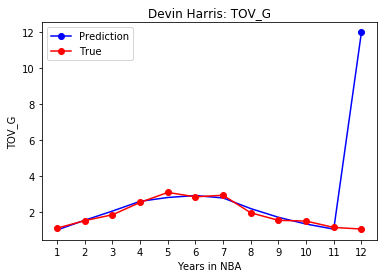 Devin Harris: TOV_G
Prediction
True
12
10
8
6
4
2
TOV_G
1 2 3 4 5 6 7 8 9 10 11 12
Years in NBA